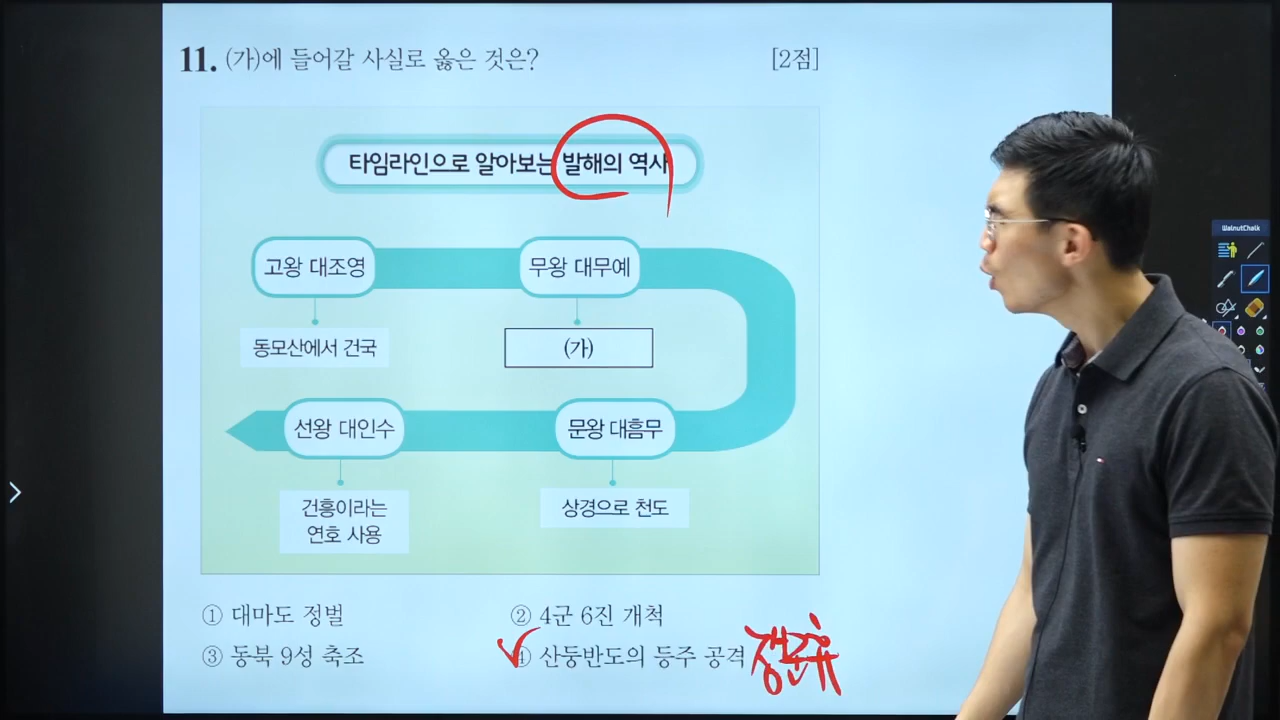 11. (가)에 들어갈 사실로 옳은 것은? [2점]
타임라인으로 알아보는 발해의 역사
고왕 대조영
무왕 대무예
동모산에서 건국
(가)
선왕 대인수
문왕 대흠무
건흥이라는
연호 사용
상경으로 천도
① 대마도 정벌
② 4군 6진 개척
③ 동북 9성 축조
④ 산둥반도의 등주 공격
장문휴
WalnutChalk